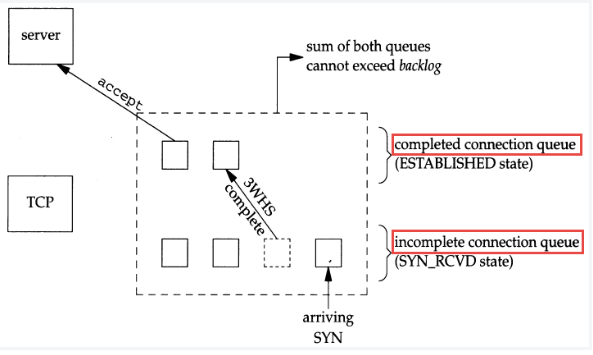 server
sum of both queues
cannot exceed backlog
accept
completed connection queue
(ESTABLISHED state)
3WHS
complete
TCP
incomplete connection queue
(SYN_RCVD state)
arriving
SYN